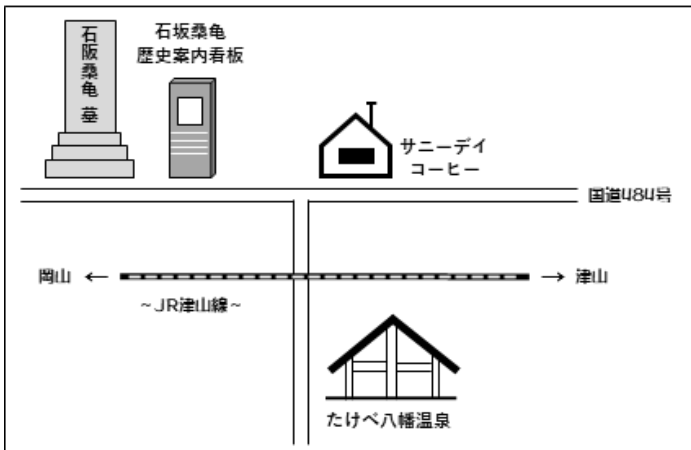 石阪桑亀墓
石坂桑亀
歴史案内看板
サニーデイ
コーヒー
国道484号
岡山 ←
→ 津山
~JR津山線~
たけべ八幡温泉